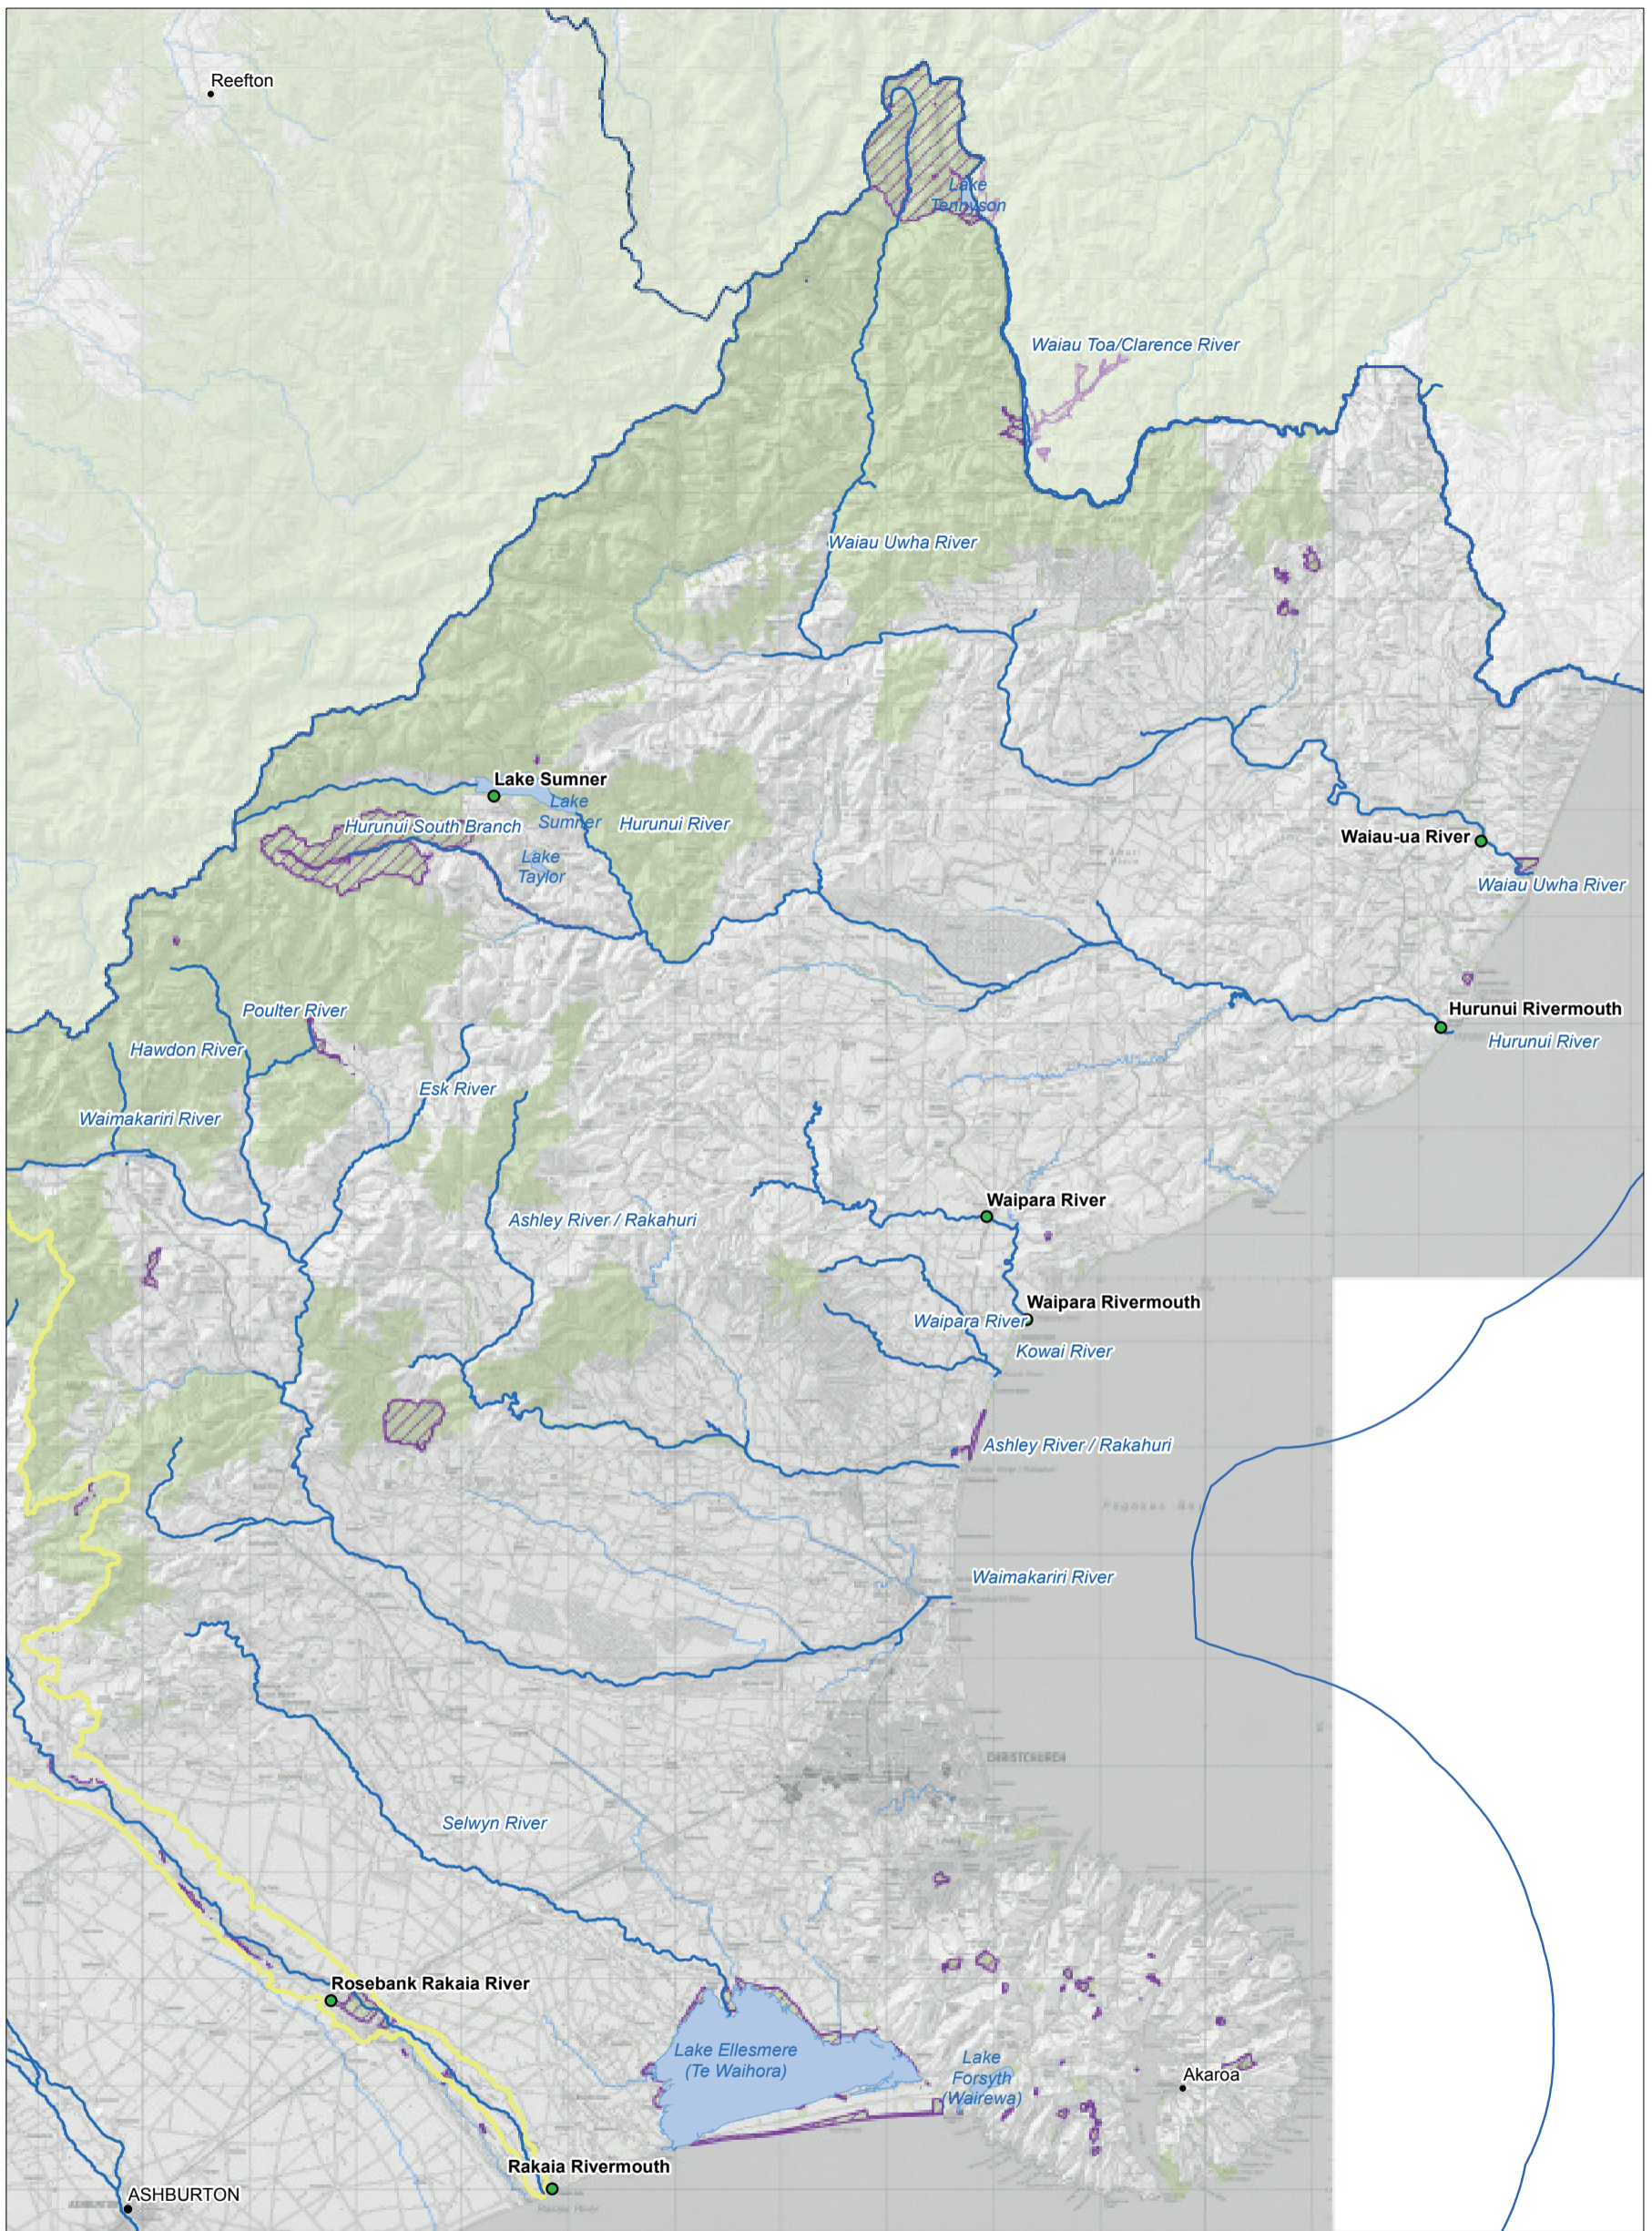 Reefton
Lake
Tennyson
Waiau Toa/Clarence River
Waiau Uwha River
Lake Sumner
Lake
Sumner
Hurunui South Branch
Hurunui River
Lake
Taylor
Waiau-ua River
Waiau Uwha River
Hurunui Rivermouth
Hurunui River
Poulter River
Hawdon River
Esk River
Waimakariri River
Waipara River
Ashley River / Rakahuri
Waipara Rivermouth
Waipara River
Kowai River
Ashley River / Rakahuri
Pegasus Bay
Waimakariri River
CHRISTCHURCH
Selwyn River
Rosebank Rakaia River
Lake Ellesmere
(Te Waihora)
Lake
Forsyth
(Wairewa)
Akaroa
Rakaia Rivermouth
ASHBURTON